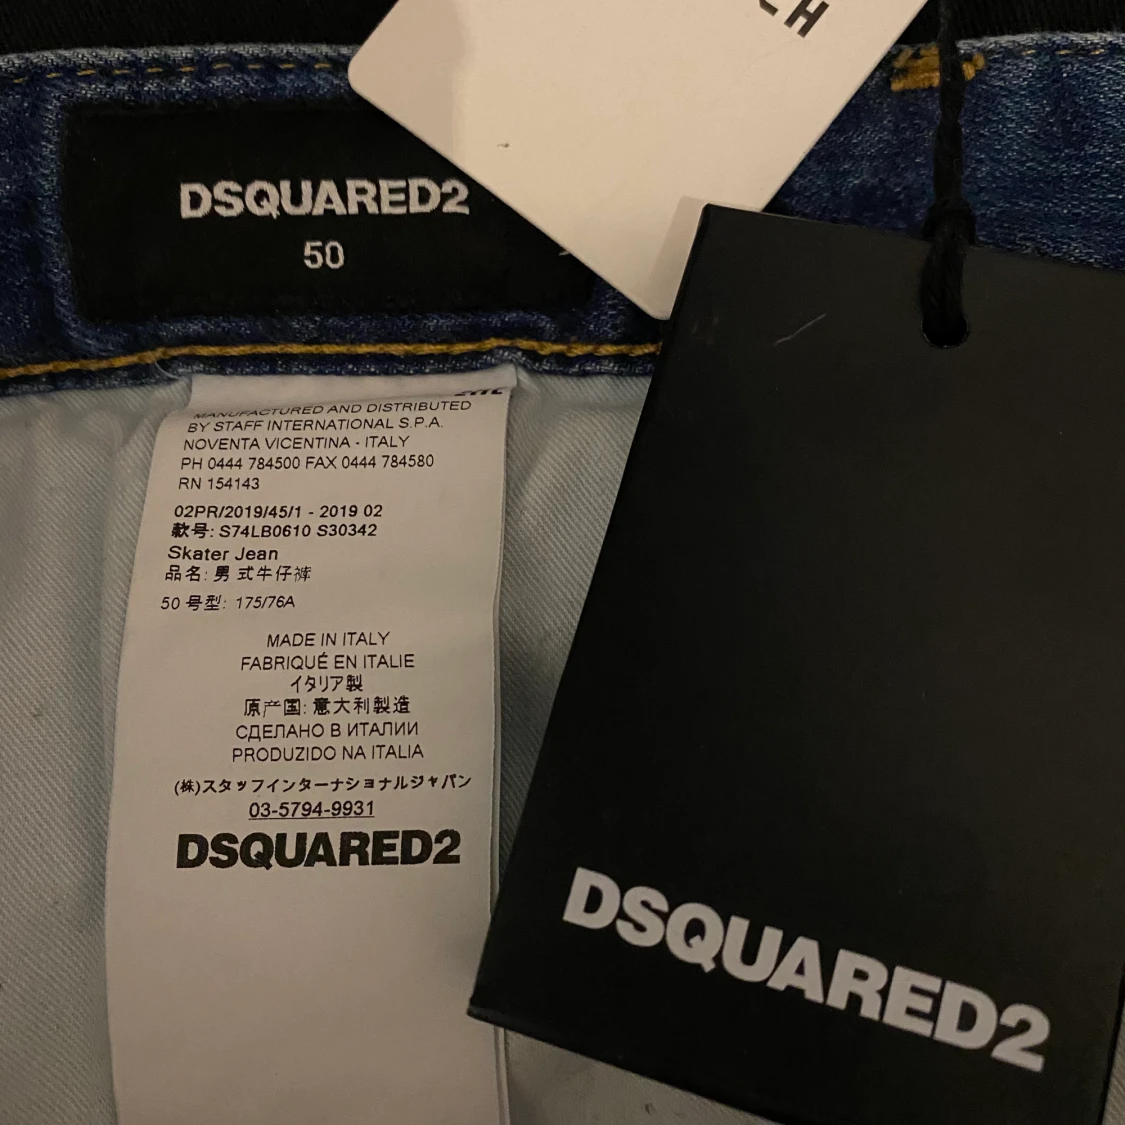 DSQUARED2
50
MANUFACTURED AND DISTRIBUTED
BY STAFF INTERNATIONAL S.P.A.
NOVENTA VICENTINA - ITALY
PH 0444 784500 FAX 0444 784580
RN 154143
02PR/2019/45/1 - 2019 02
款号: S74LB0610 S30342
Skater Jean
品名: 男 式牛仔裤
50 号型: 175/76A
MADE IN ITALY
FABRIQUÉ EN ITALIE
イタリア製
原产国: 意大利製造
СДЕЛАНО В ИТАЛИИ
PRODUZIDO NA ITALIA
(株)スタッフインターナショナルジャパン
03-5794-9931
DSQUARED2
DSQUARED2